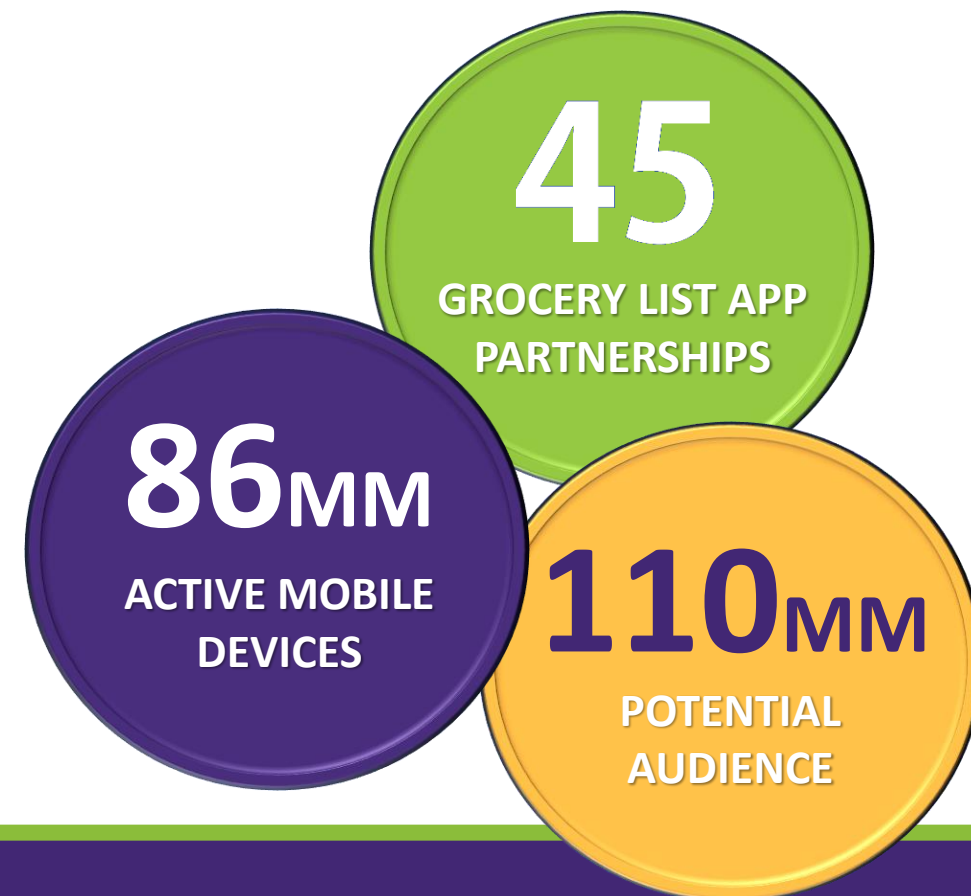 45
GROCERY LIST APP
PARTNERSHIPS
86MM
ACTIVE MOBILE
DEVICES
110MM
POTENTIAL
AUDIENCE